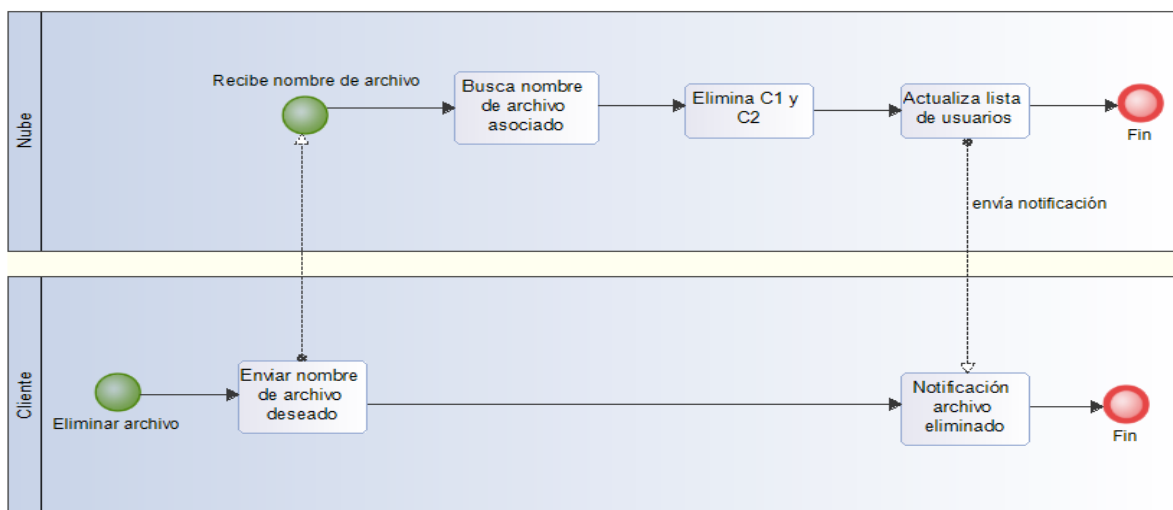 Nube
Recibe nombre de archivo
Busca nombre
de archivo
asociado
Elimina C1 y
C2
Actualiza lista
de usuarios
Fin
envía notificación
Cliente
Eliminar archivo
Enviar nombre
de archivo
deseado
Notificación
archivo
eliminado
Fin